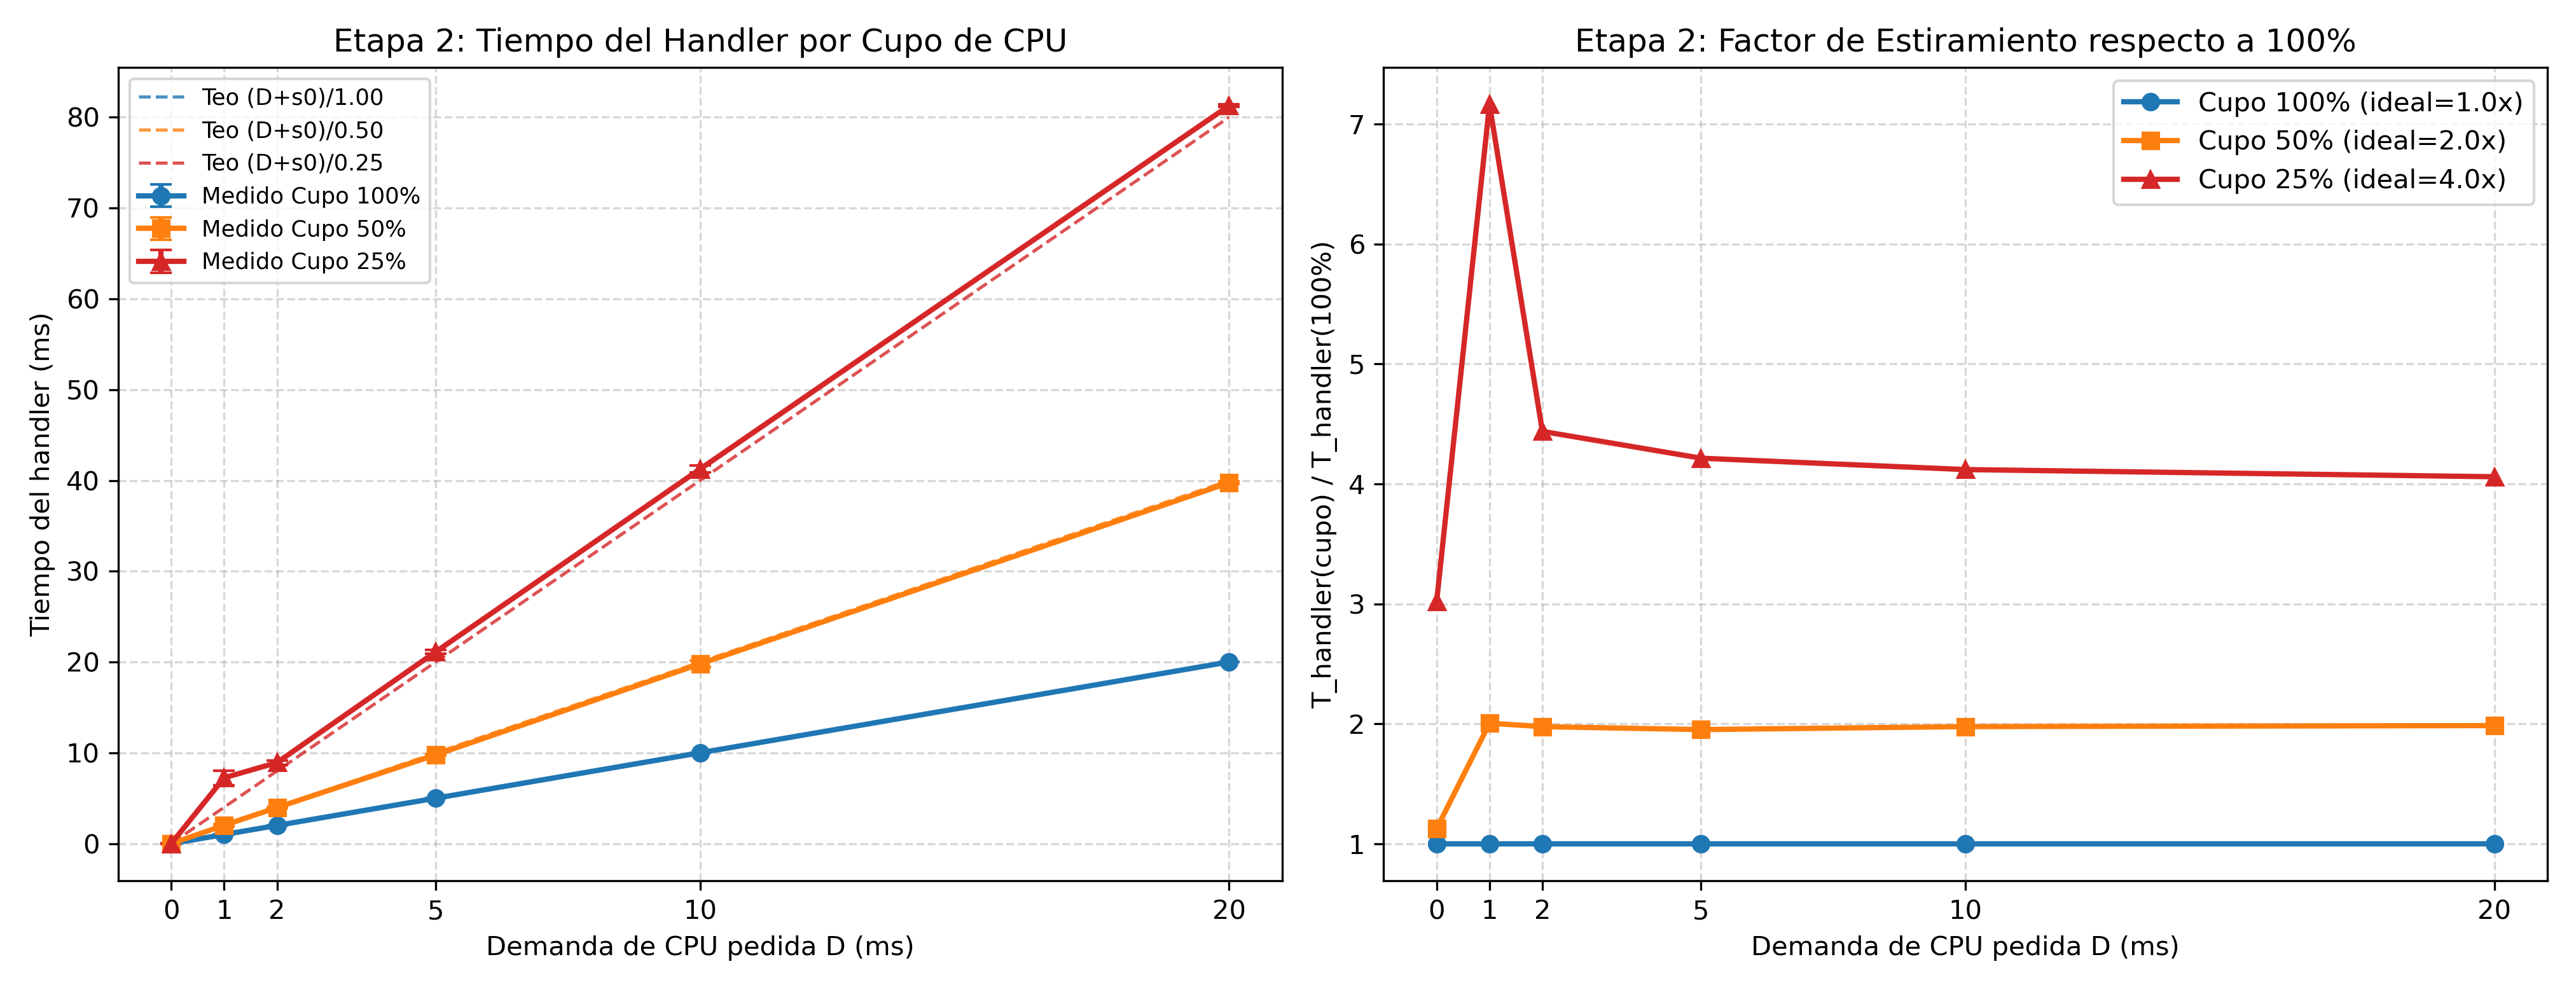 Etapa 2: Tiempo del Handler por Cupo de CPU
Tiempo del handler (ms)
80
70
60
50
40
30
20
10
0
Teo (D+s0)/1.00
Teo (D+s0)/0.50
Teo (D+s0)/0.25
Medido Cupo 100%
Medido Cupo 50%
Medido Cupo 25%
0 1 2 5 10 20
Demanda de CPU pedida D (ms)
Etapa 2: Factor de Estiramiento respecto a 100%
T_handler(cupo) / T_handler(100%)
7
6
5
4
3
2
1
Cupo 100% (ideal=1.0x)
Cupo 50% (ideal=2.0x)
Cupo 25% (ideal=4.0x)
0 1 2 5 10 20
Demanda de CPU pedida D (ms)